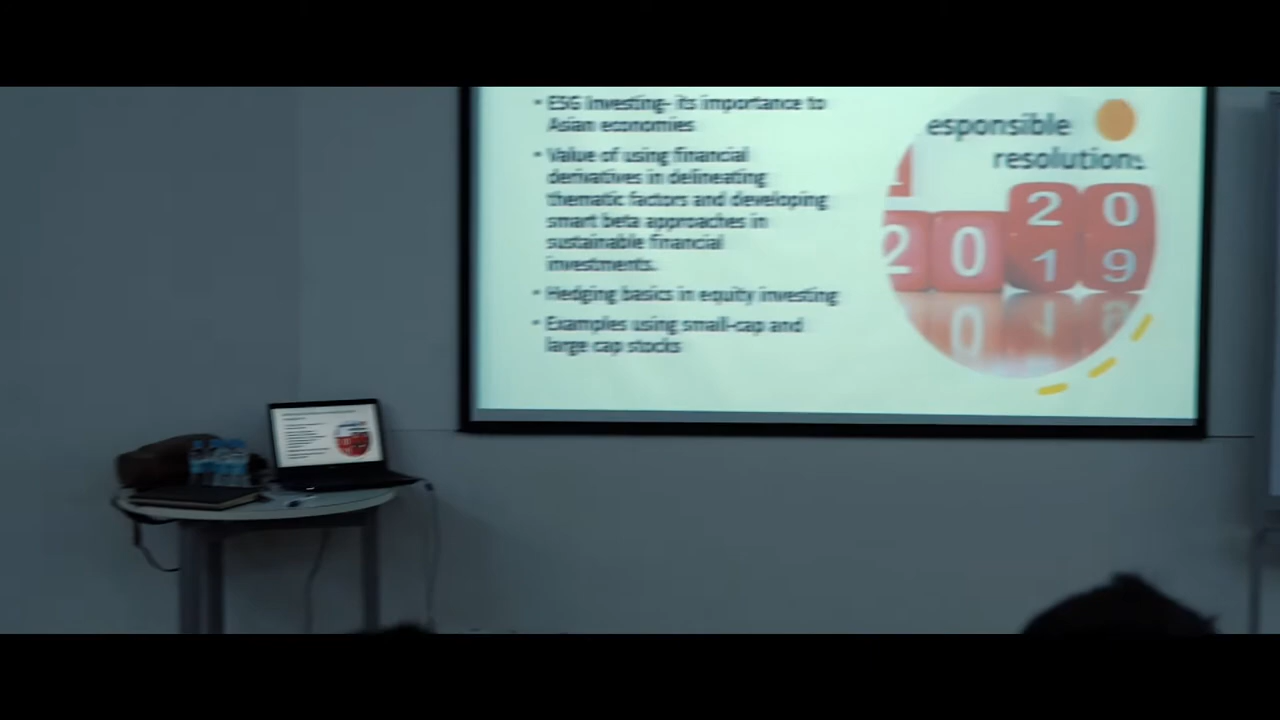 • ESG Investing- its importance to
Asian economies
• Value of using financial
derivatives in delineating
thematic factors and developing
smart beta approaches in
sustainable financial
investments.
• Hedging basics in equity investing
• Examples using small-cap and
large cap stocks
esponsible
resolutions
2 0
2 0 1 9